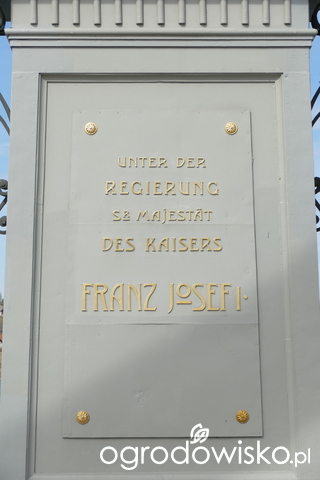 UNTER DER
REGIERUNG
SR MAJESTÄT
DES KAISERS
FRANZ JOSEF I.
ogrodowisko.pl